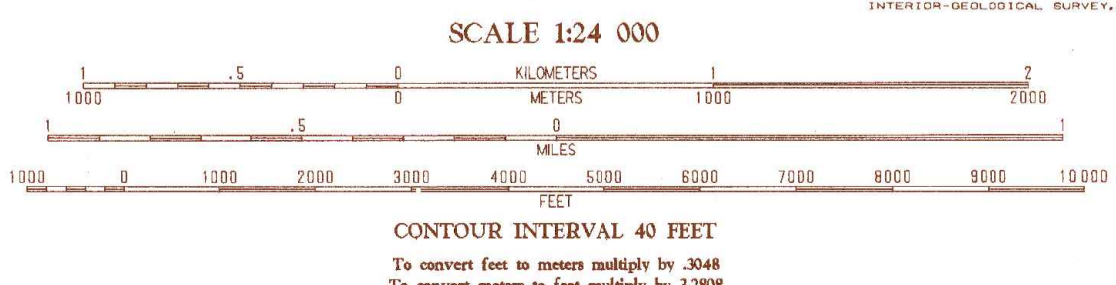 INTERIOR-GEOLOGICAL SURVEY.
SCALE 1:24 000
1 .5 0 KILOMETERS 1 2
1000 0 METERS 1000 2000
1 .5 0 1
MILES
1000 0 1000 2000 3000 4000 5000 6000 7000 8000 9000 10000
FEET
CONTOUR INTERVAL 40 FEET
To convert feet to meters multiply by .3048
To convert meters to feet multiply by 3.2808